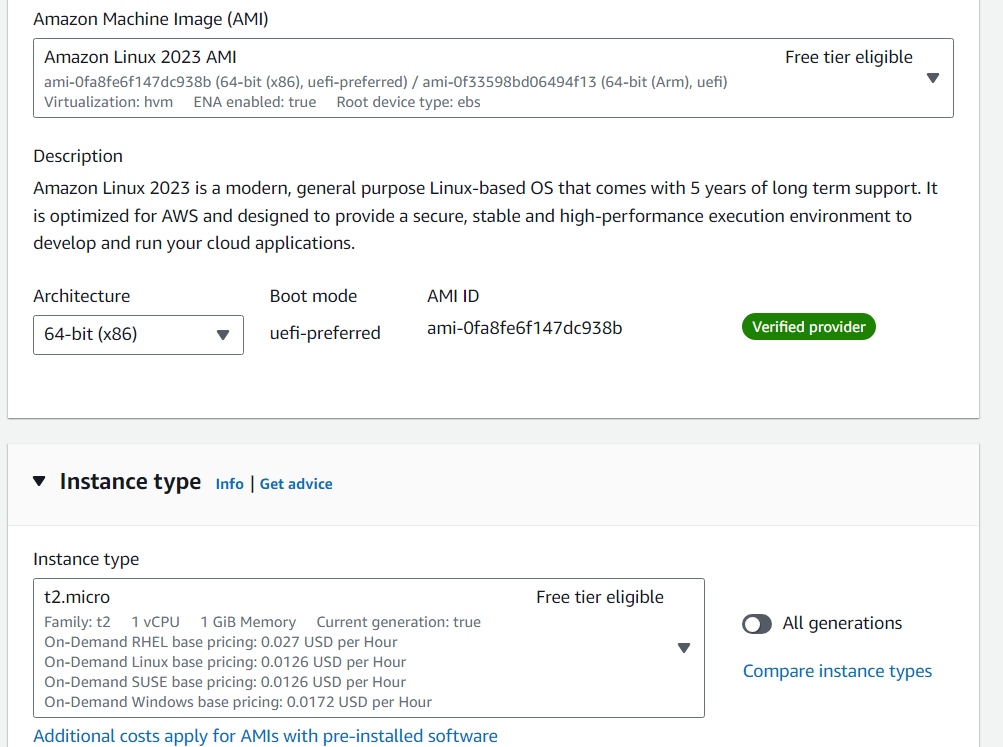 Amazon Machine Image (AMI)
Amazon Linux 2023 AMI
Free tier eligible
ami-0fa8fe6f147dc938b (64-bit (x86), uefi-preferred) / ami-0f33598bd06494f13 (64-bit (Arm), uefi)
Virtualization: hvm ENA enabled: true Root device type: ebs
Description
Amazon Linux 2023 is a modern, general purpose Linux-based OS that comes with 5 years of long term support. It
is optimized for AWS and designed to provide a secure, stable and high-performance execution environment to
develop and run your cloud applications.
Architecture Boot mode AMI ID
64-bit (x86) uefi-preferred ami-0fa8fe6f147dc938b Verified provider
Instance type Info | Get advice
Instance type
t2.micro Free tier eligible
Family: t2 1 vCPU 1 GiB Memory Current generation: true
On-Demand RHEL base pricing: 0.027 USD per Hour
On-Demand Linux base pricing: 0.0126 USD per Hour
On-Demand SUSE base pricing: 0.0126 USD per Hour
On-Demand Windows base pricing: 0.0172 USD per Hour
All generations
Compare instance types
Additional costs apply for AMIs with pre-installed software